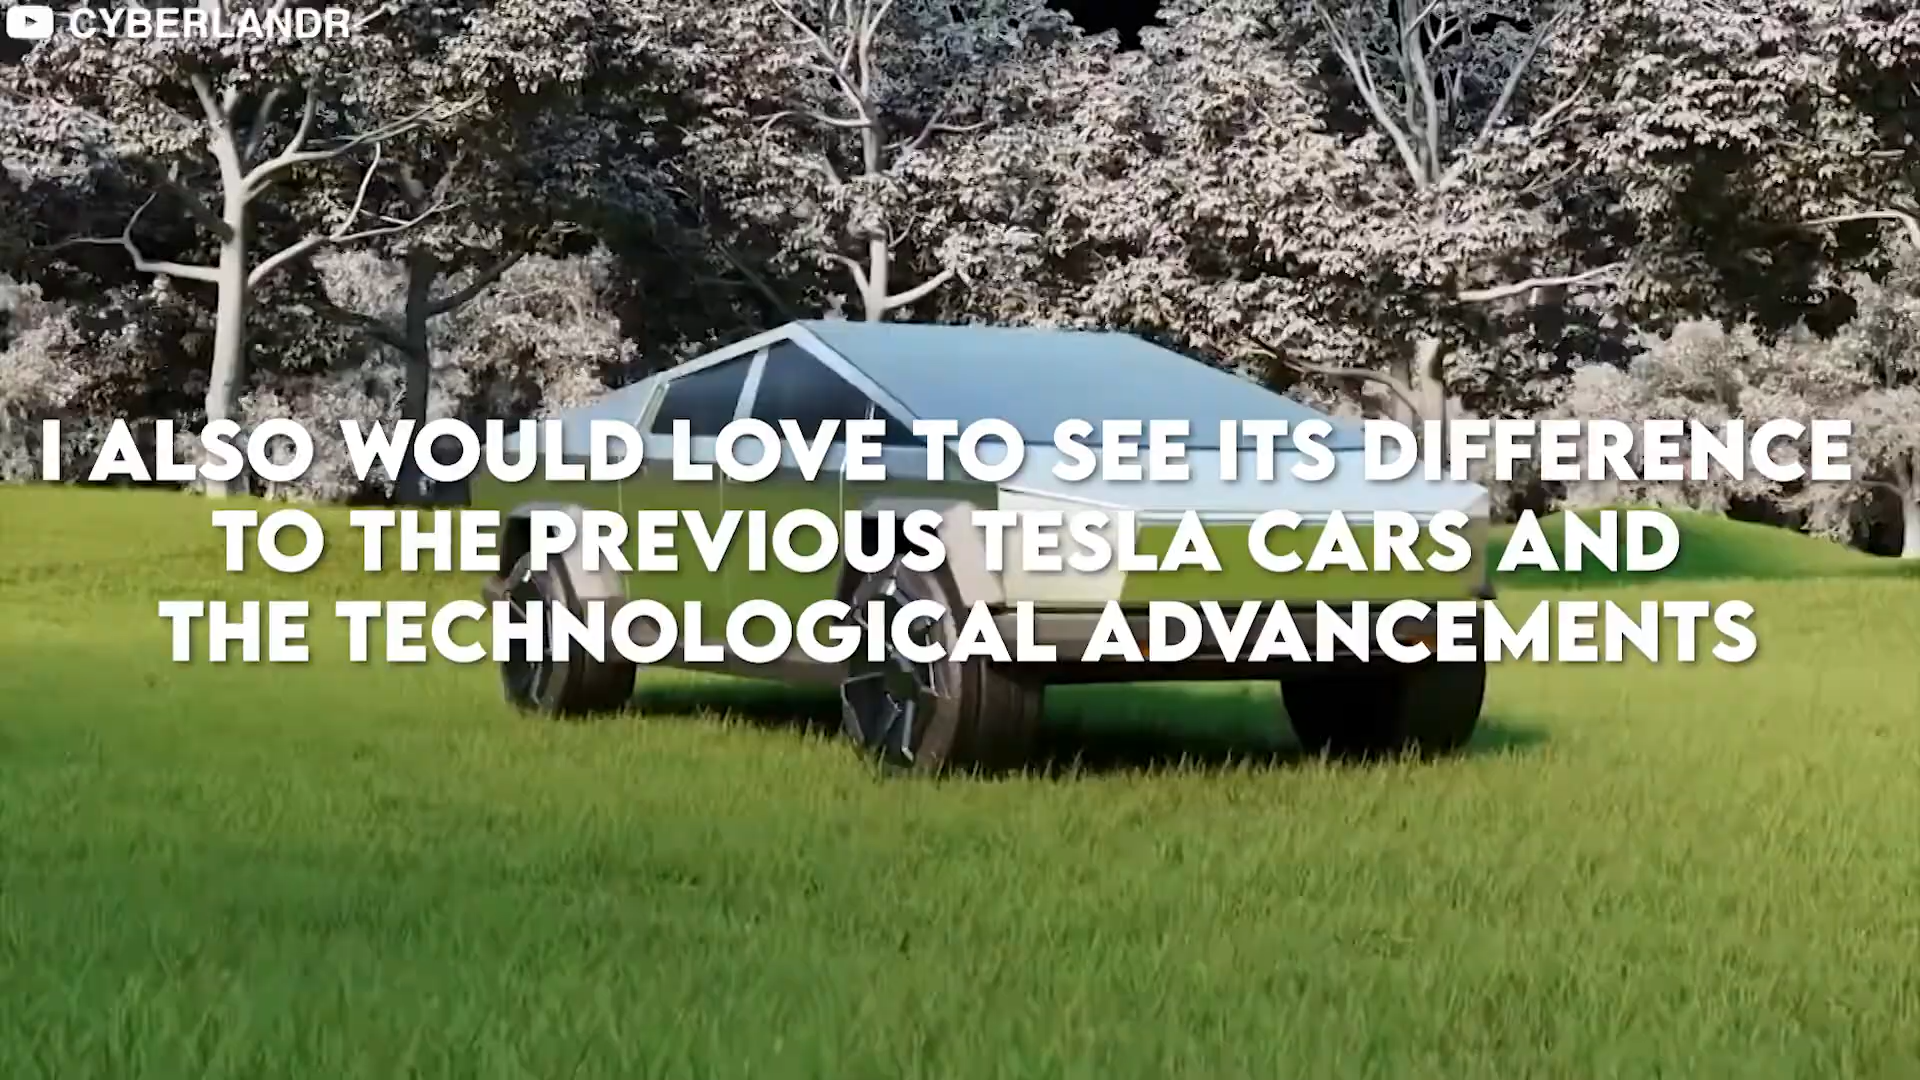 CYBERLANDR
I ALSO WOULD LOVE TO SEE ITS DIFFERENCE
TO THE PREVIOUS TESLA CARS AND
THE TECHNOLOGICAL ADVANCEMENTS